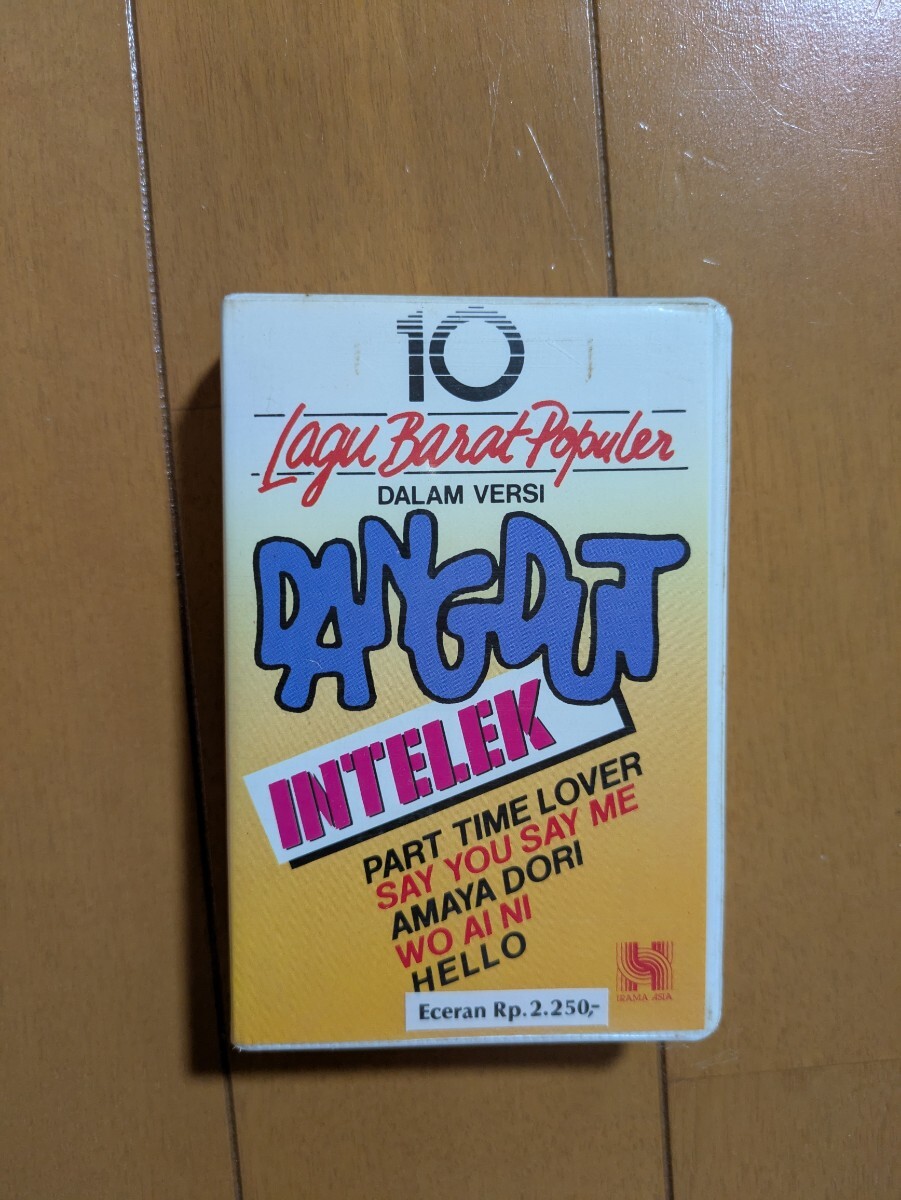 10
Lagu Barat Populer
DALAM VERSI
DANGDUT
INTELEK
PART TIME LOVER
SAY YOU SAY ME
AMAYA DORI
WO AI NI
HELLO
IRAMA ASIA
Eceran Rp.2.250,-